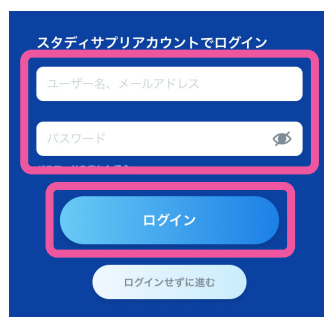 スタディサプリアカウントでログイン
ユーザー名、メールアドレス
パスワード
ログイン
ログインせずに進む